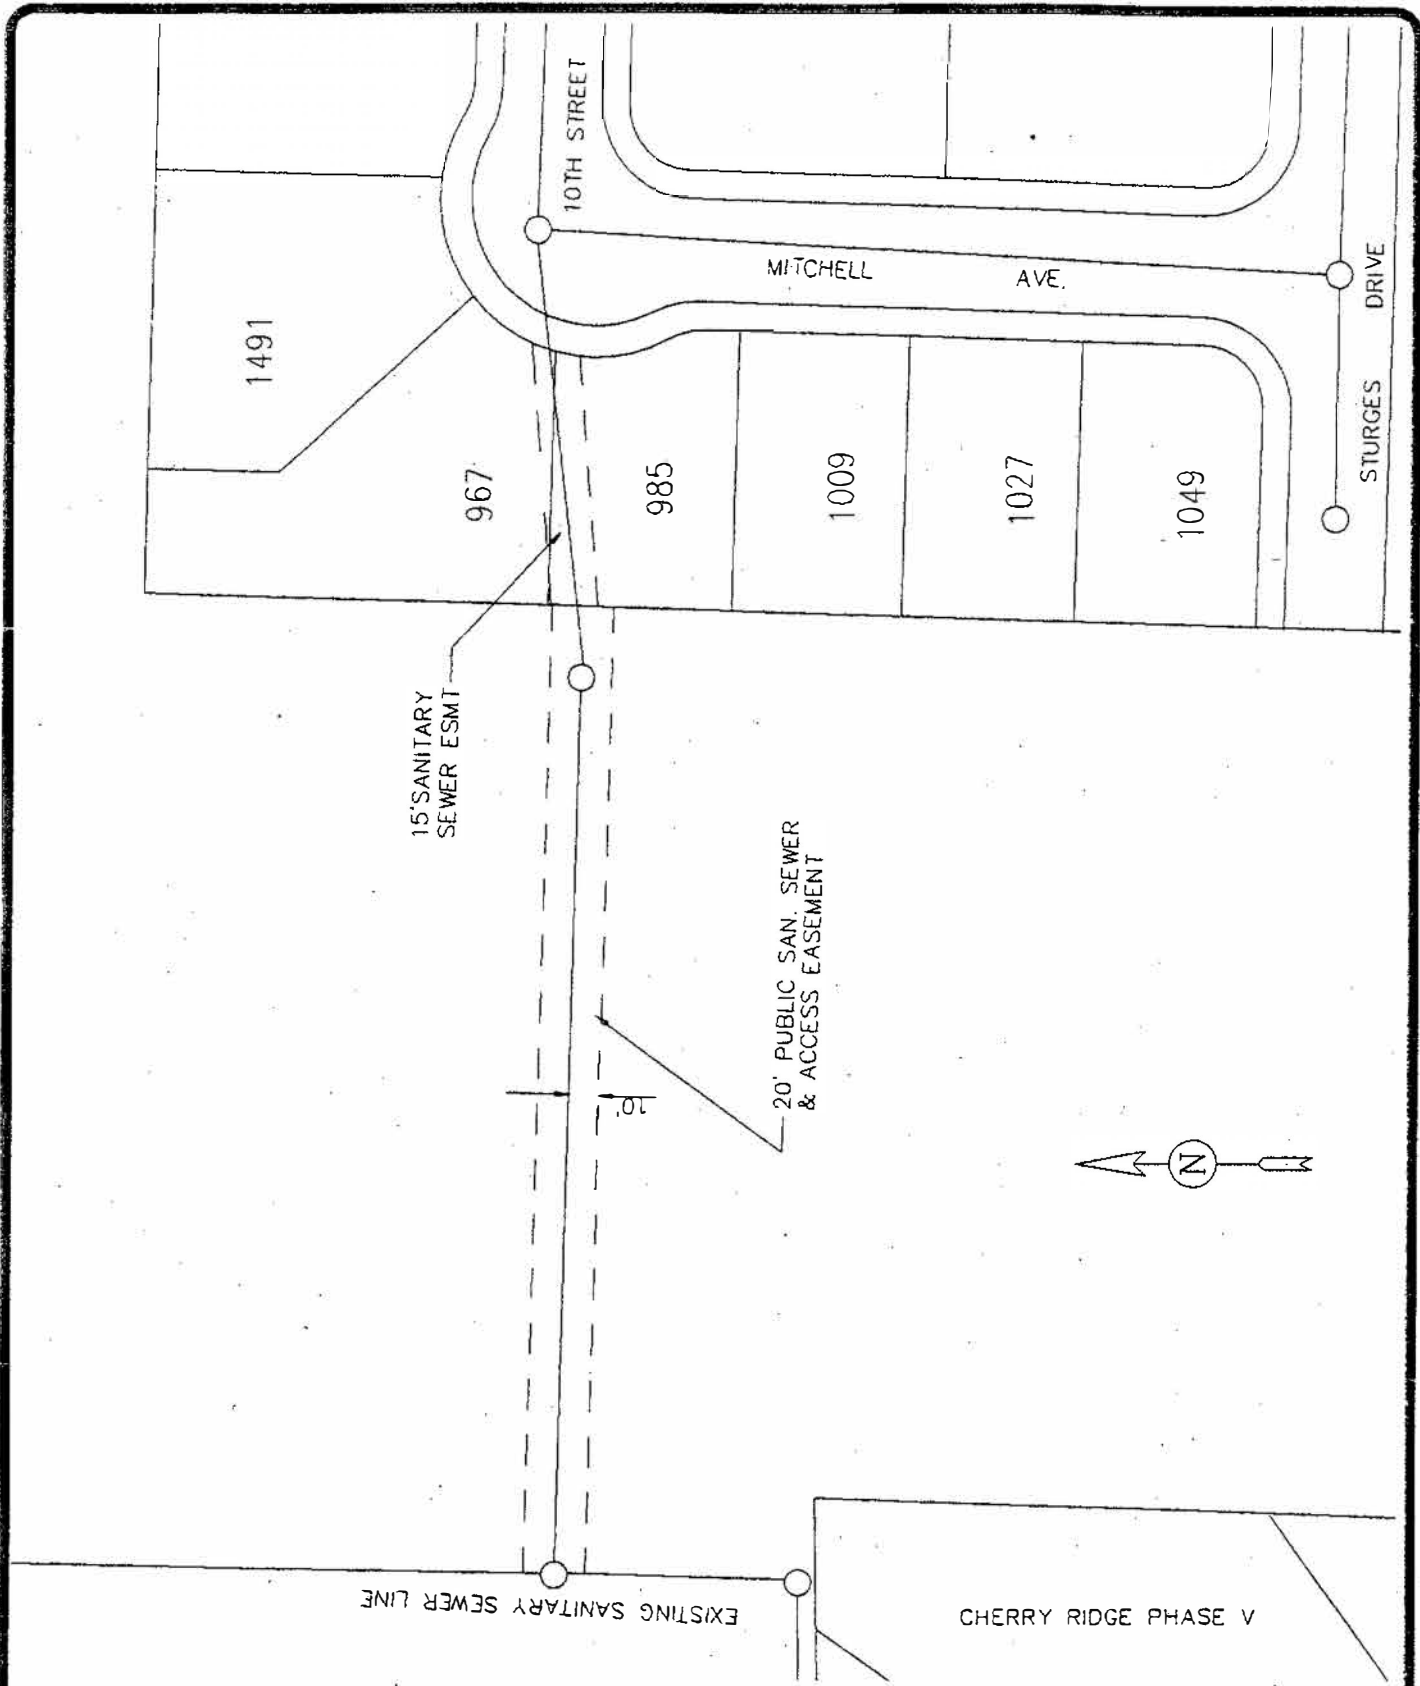 10TH STREET
MITCHELL AVE.
STURGES DRIVE
1491
967
985
1009
1027
1049
15'SANITARY
SEWER ESMT
20' PUBLIC SAN. SEWER
& ACCESS EASEMENT
10'
N
EXISTING SANITARY SEWER LINE
CHERRY RIDGE PHASE V